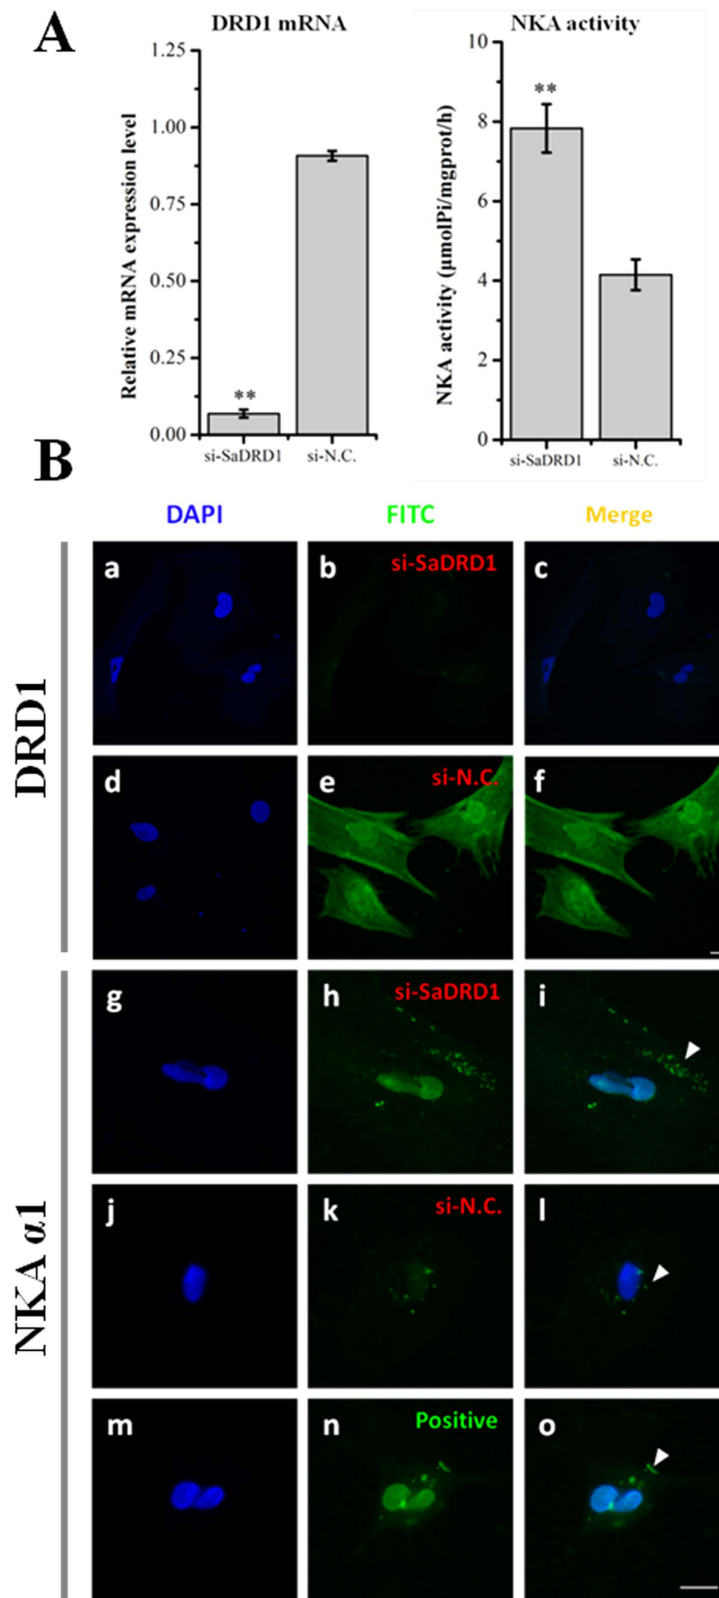 A
DRD1 mRNA
NKA activity
Relative mRNA expression level
1.25
1.00
0.75
0.50
0.25
0.00
**
si-SaDRD1
si-N.C.
NKA activity (μmolPi/mgprot/h)
10
8
6
4
2
0
**
si-SaDRD1
si-N.C.
B
DAPI
FITC
Merge
DRD1
a
b
si-SaDRD1
c
d
e
si-N.C.
f
NKA α1
g
h
si-SaDRD1
i
j
k
si-N.C.
l
m
n
Positive
o